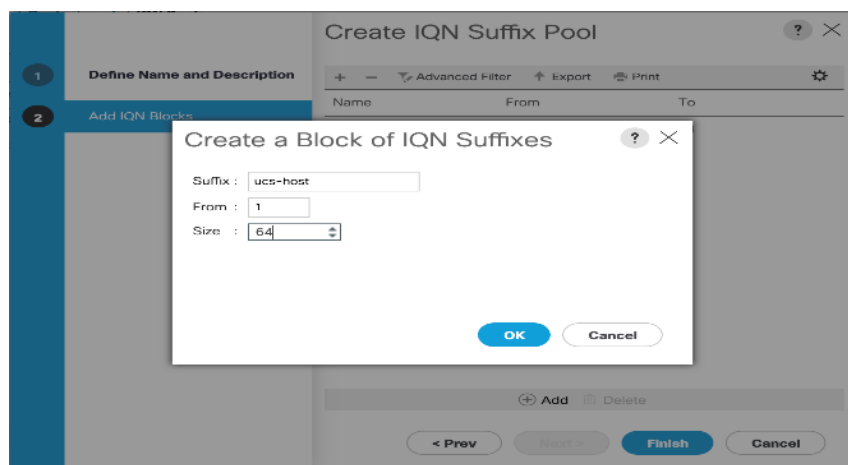 Create IQN Suffix Pool ? ×
1 Define Name and Description
+ − Advanced Filter Export Print
Name From To
2 Add IQN Blocks
Create a Block of IQN Suffixes ? ×
Suffix : ucs-host
From : 1
Size : 64
OK Cancel
Add Delete
< Prev Next > Finish Cancel